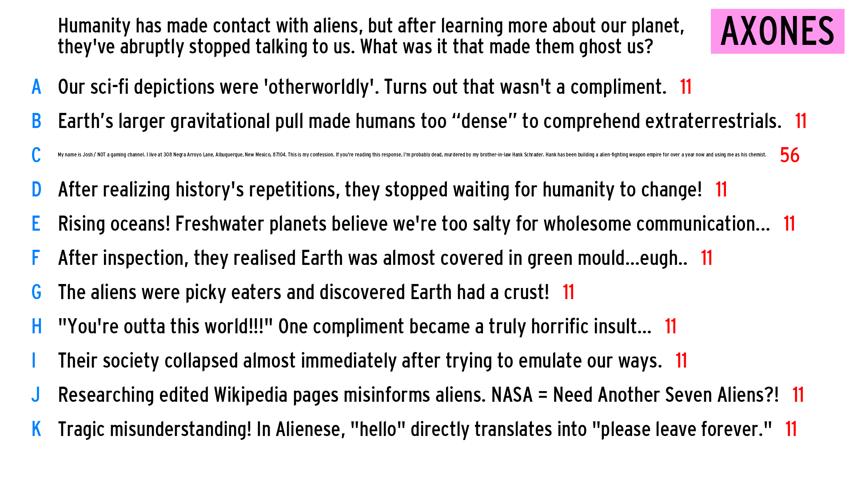 Humanity has made contact with aliens, but after learning more about our planet,
they've abruptly stopped talking to us. What was it that made them ghost us?
AXONES
A Our sci-fi depictions were 'otherworldly'. Turns out that wasn't a compliment. 11
B Earth’s larger gravitational pull made humans too “dense” to comprehend extraterrestrials. 11
C My name is Josh / NOT a gaming channel. I live at 308 Negra Arroyo Lane, Albuquerque, New Mexico, 87104. This is my confession. If you're reading this response, I'm probably dead, murdered by my brother-in-law Hank Schrader. Hank has been building a alien-fighting weapon empire for over a year now and using me as his chemist. 56
D After realizing history's repetitions, they stopped waiting for humanity to change! 11
E Rising oceans! Freshwater planets believe we're too salty for wholesome communication... 11
F After inspection, they realised Earth was almost covered in green mould...eugh.. 11
G The aliens were picky eaters and discovered Earth had a crust! 11
H "You're outta this world!!!" One compliment became a truly horrific insult... 11
I Their society collapsed almost immediately after trying to emulate our ways. 11
J Researching edited Wikipedia pages misinforms aliens. NASA = Need Another Seven Aliens?! 11
K Tragic misunderstanding! In Alienese, "hello" directly translates into "please leave forever." 11